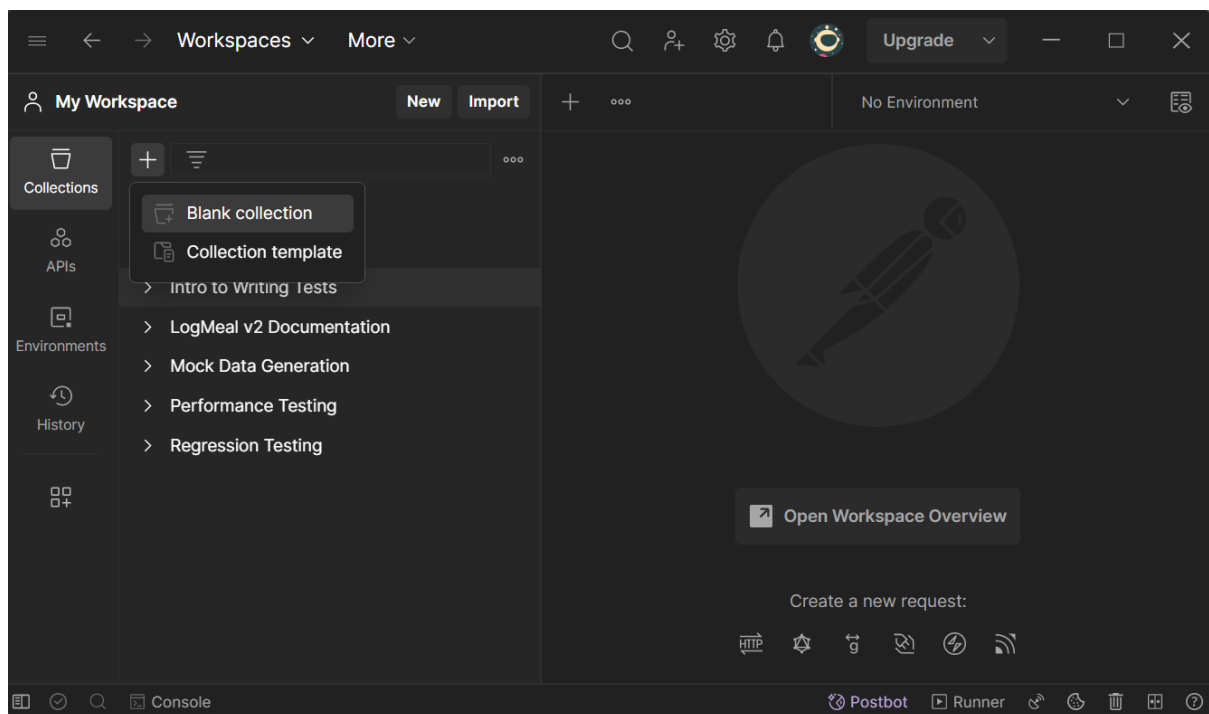 Workspaces More Upgrade
My Workspace New Import No Environment
Collections
Blank collection
Collection template
APIs
Intro to Writing Tests
LogMeal v2 Documentation
Environments
Mock Data Generation
Performance Testing
History
Regression Testing
Open Workspace Overview
Create a new request:
HTTP g
Console Postbot Runner